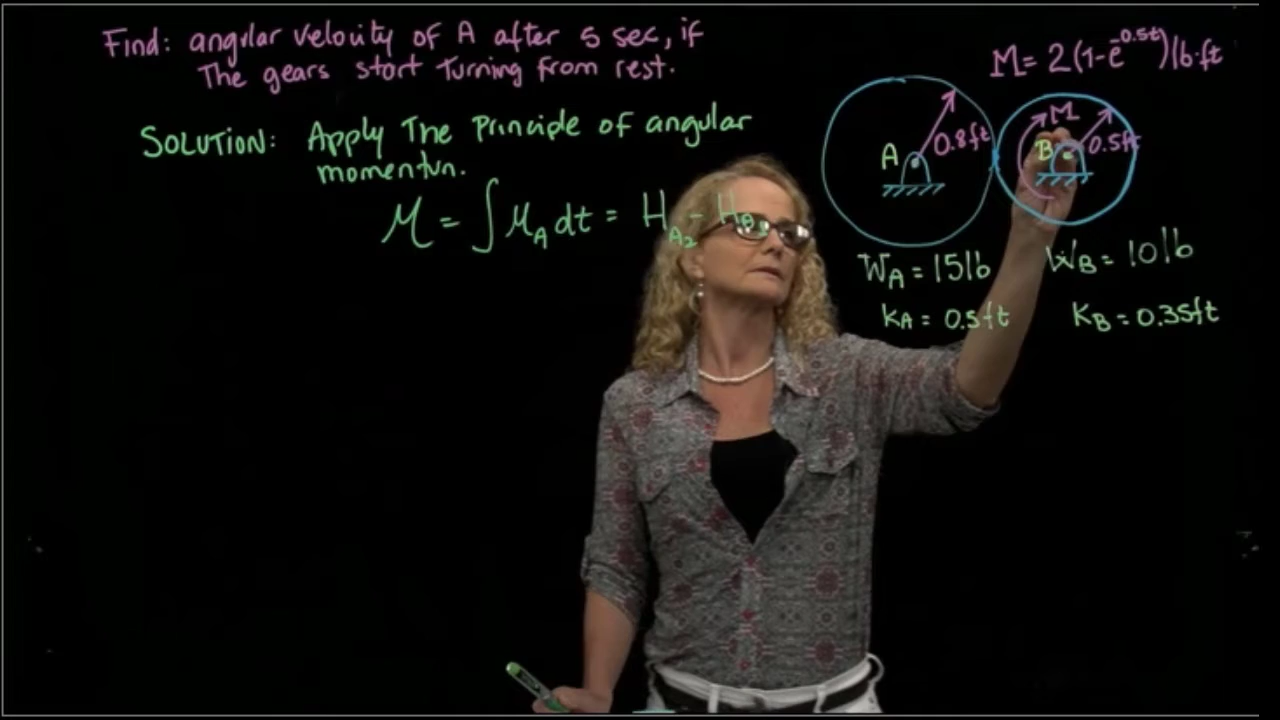 Find: angular velocity of A after 5 sec, if
The gears start turning from rest.
M = 2(1-e^-0.5t) lb·ft
SOLUTION: Apply The Principle of angular
momentun.
M = ∫ M_A dt = H_A2 - H_A1
A 0.8ft
M
B 0.5ft
W_A = 15lb
W_B = 10lb
K_A = 0.5ft
K_B = 0.35ft